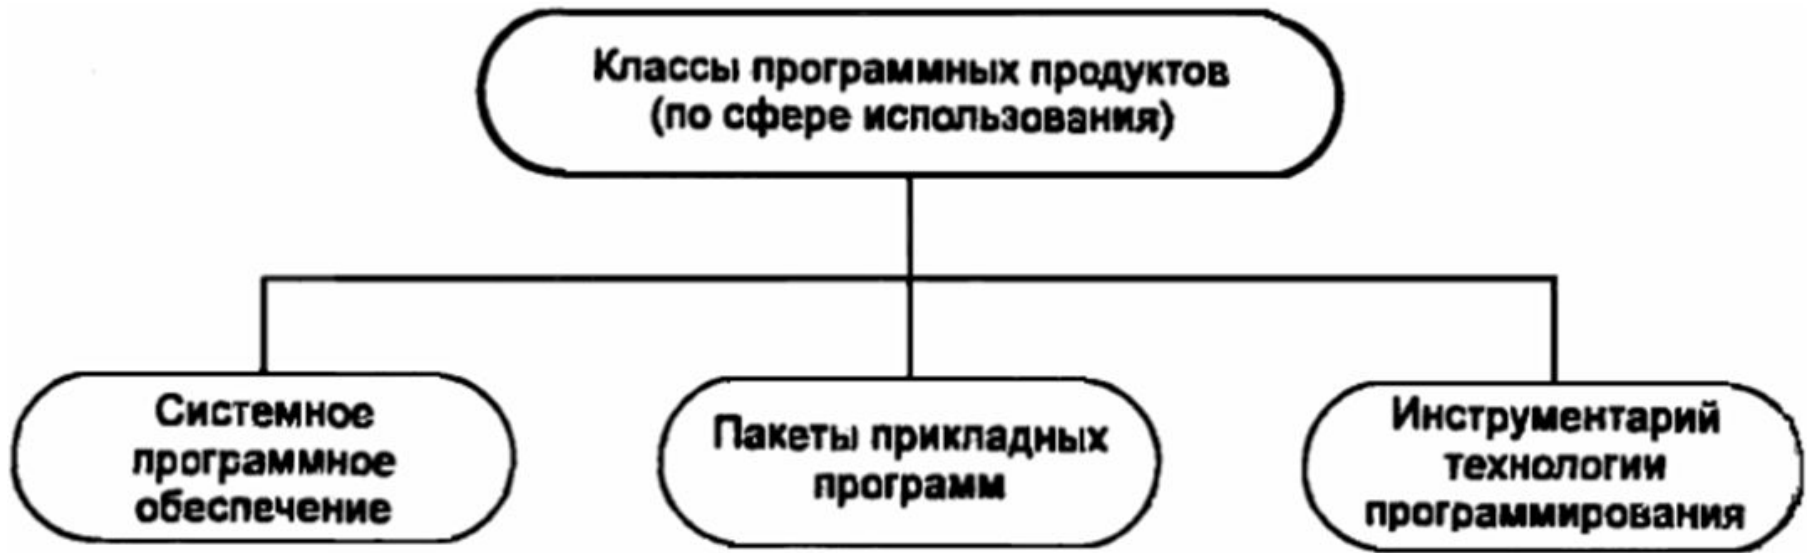 Классы программных продуктов
(по сфере использования)
Системное
программное
обеспечение
Пакеты прикладных
программ
Инструментарий
технологии
программирования